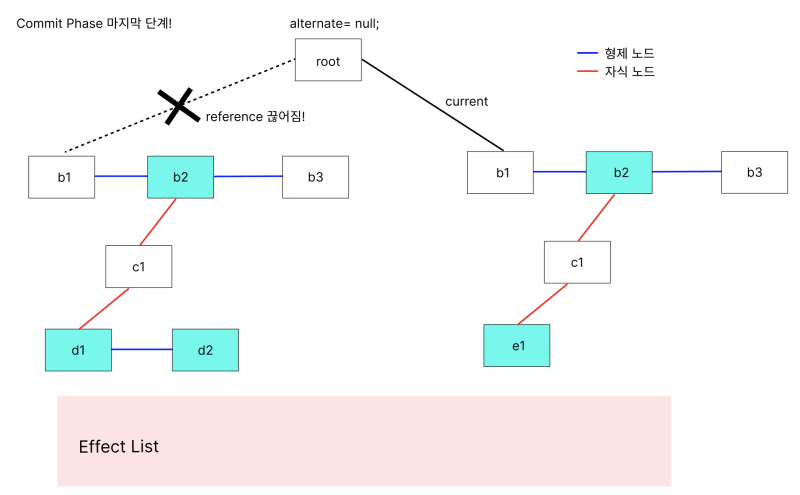 Commit Phase 마지막 단계!
alternate= null;
root
형제 노드
자식 노드
current
reference 끊어짐!
b1
b2
b3
b1
b2
b3
c1
c1
d1
d2
e1
Effect List